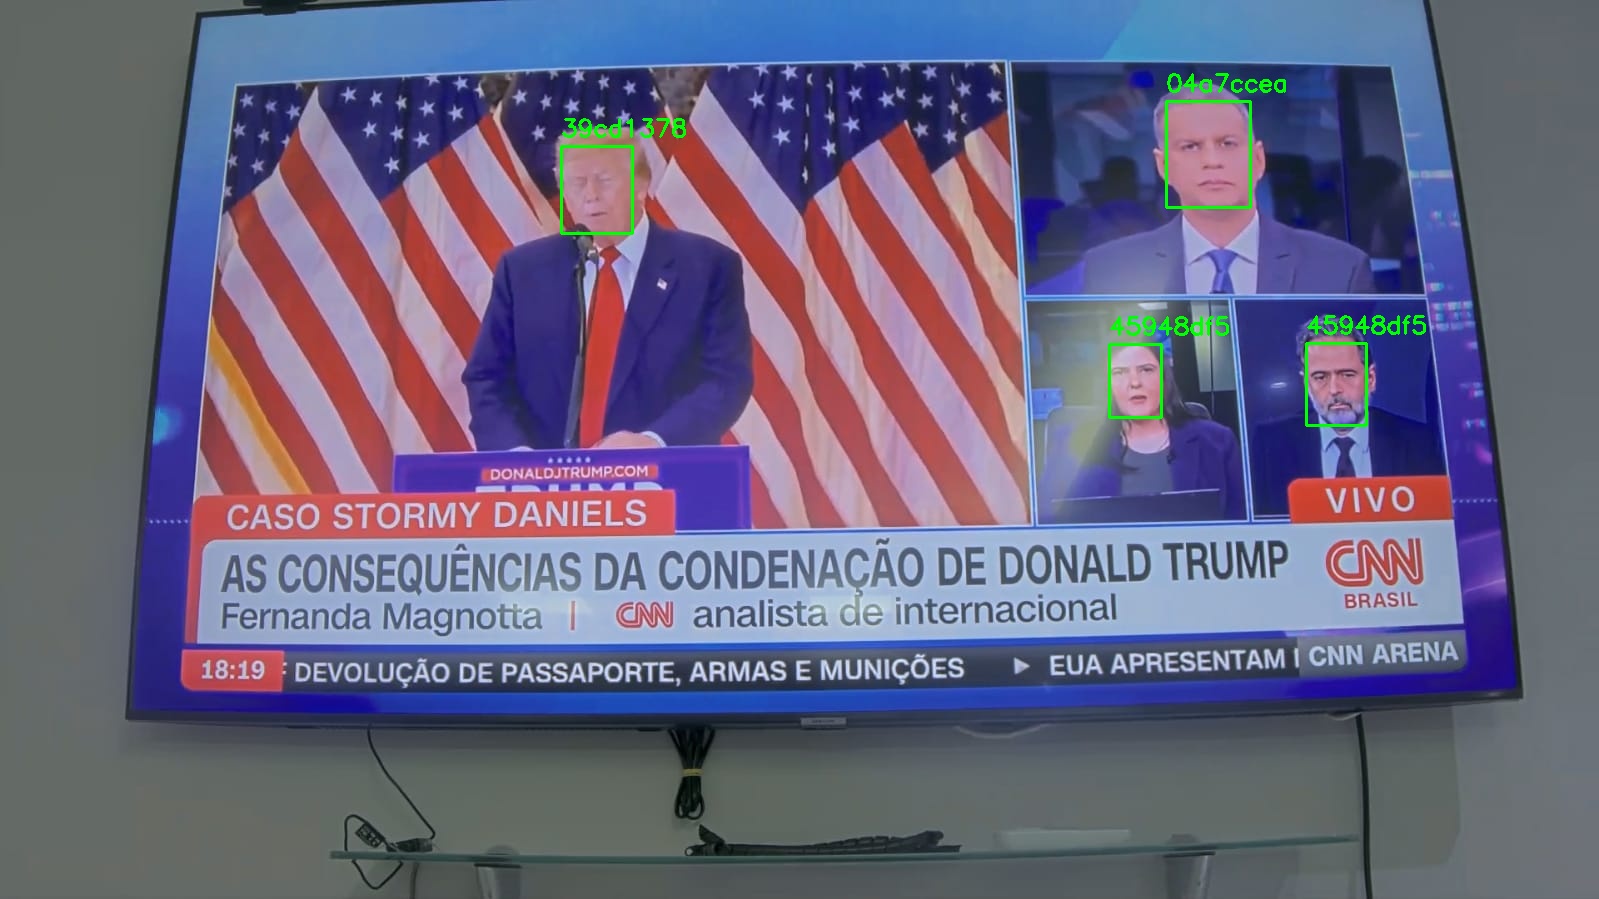 39cd1378
04a7ccea
45948df5
45948df5
DONALDJTRUMP.COM
TRUMP
CASO STORMY DANIELS
VIVO
AS CONSEQUÊNCIAS DA CONDENAÇÃO DE DONALD TRUMP
Fernanda Magnotta | CNN analista de internacional
CNN
BRASIL
18:19 DEVOLUÇÃO DE PASSAPORTE, ARMAS E MUNIÇÕES ▶ EUA APRESENTAM CNN ARENA